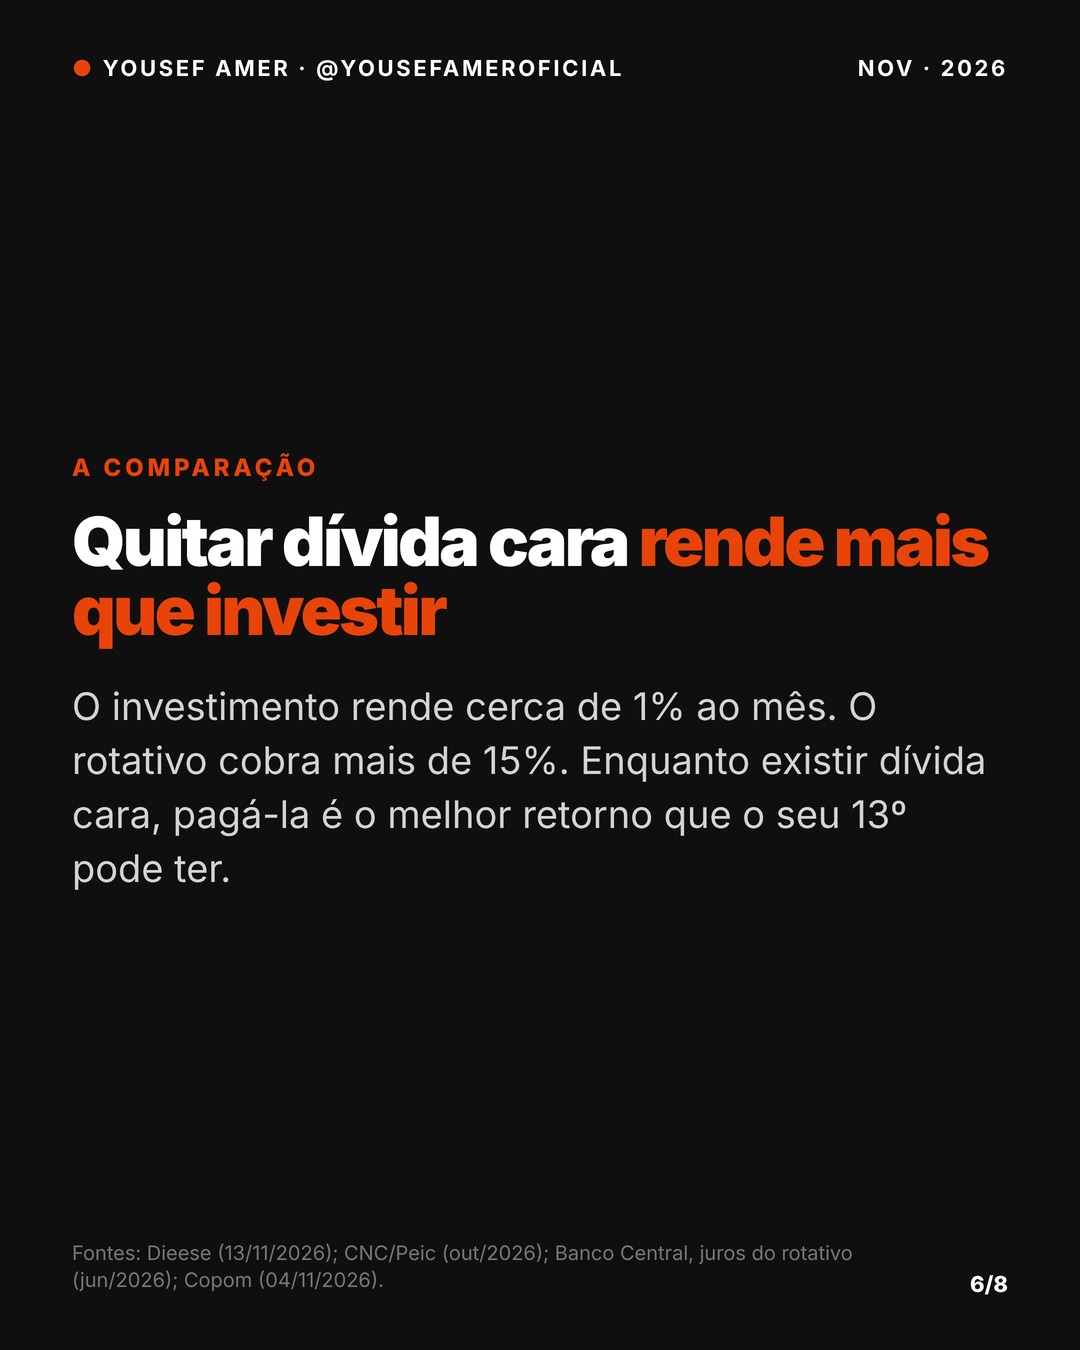 YOUSEF AMER · @YOUSEFAMEROFICIAL
NOV · 2026
A COMPARAÇÃO
Quitar dívida cara rende mais
que investir
O investimento rende cerca de 1% ao mês. O
rotativo cobra mais de 15%. Enquanto existir dívida
cara, pagá-la é o melhor retorno que o seu 13º
pode ter.
Fontes: Dieese (13/11/2026); CNC/Peic (out/2026); Banco Central, juros do rotativo
(jun/2026); Copom (04/11/2026).
6/8